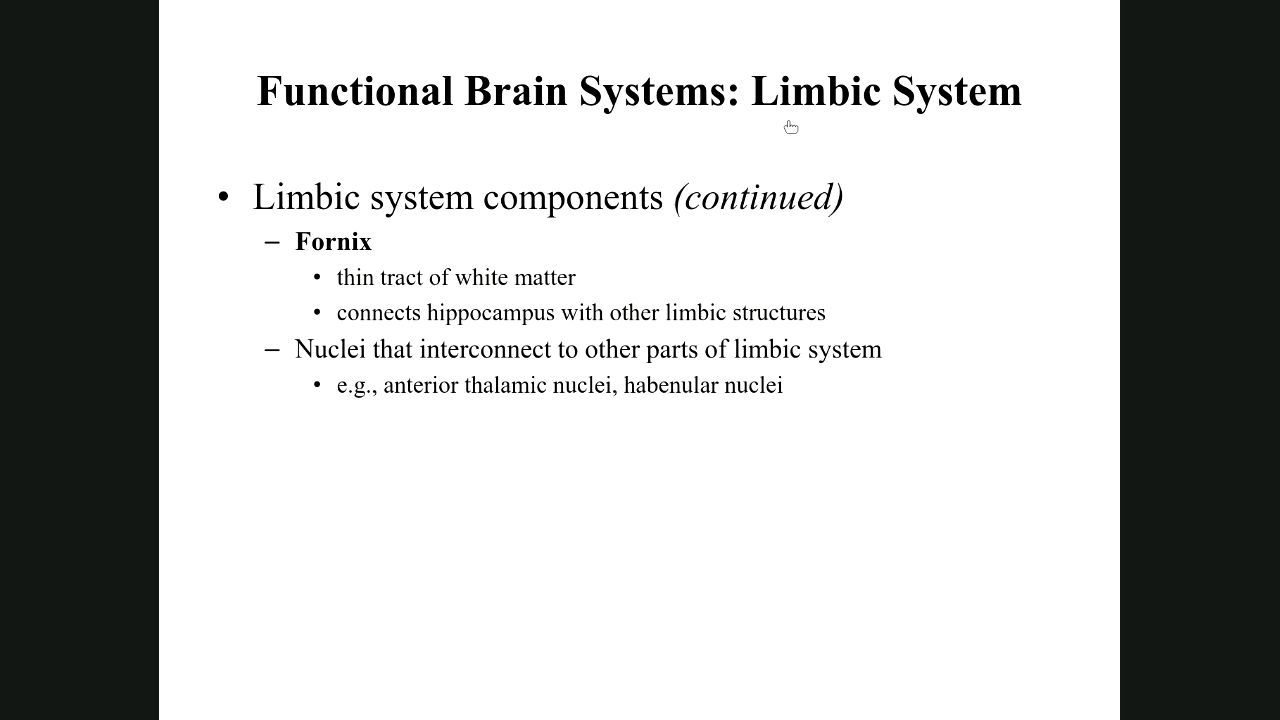 Functional Brain Systems: Limbic System
• Limbic system components (continued)
– Fornix
• thin tract of white matter
• connects hippocampus with other limbic structures
– Nuclei that interconnect to other parts of limbic system
• e.g., anterior thalamic nuclei, habenular nuclei